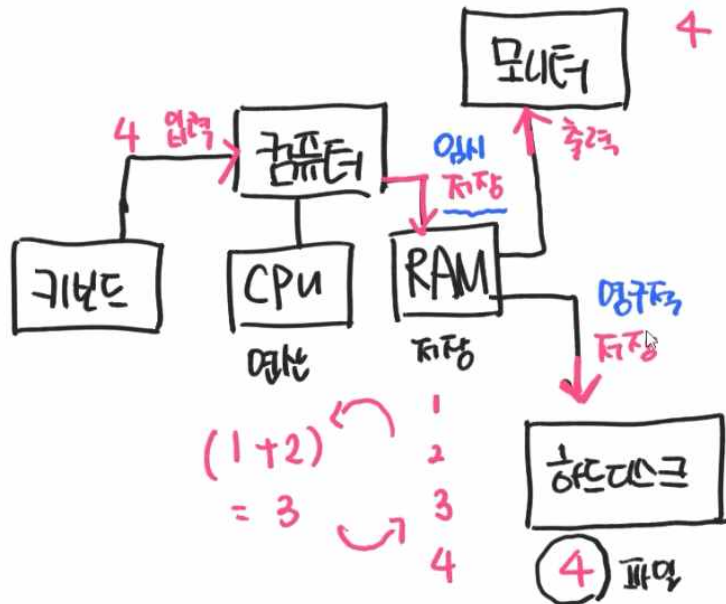 4
모니터
4 입력
컴퓨터
임시
저장
출력
키보드
CPU
RAM
영구적
저장
연산
저장
(1+2)
= 3
1
2
3
4
하드디스크
4 파일